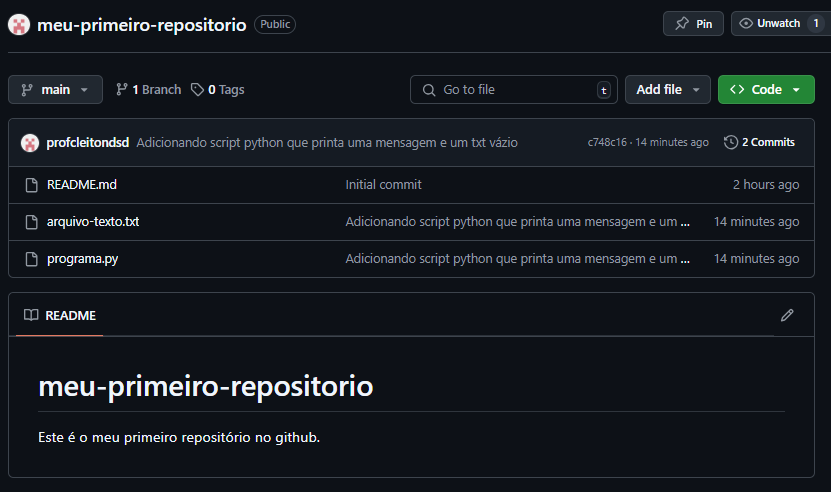 meu-primeiro-repositorio Public Pin Unwatch 1
main 1 Branch 0 Tags Go to file t Add file Code
profcleitondsd Adicionando script python que printa uma mensagem e um txt vázio c748c16 · 14 minutes ago 2 Commits
README.md Initial commit 2 hours ago
arquivo-texto.txt Adicionando script python que printa uma mensagem e um ... 14 minutes ago
programa.py Adicionando script python que printa uma mensagem e um ... 14 minutes ago
README
meu-primeiro-repositorio
Este é o meu primeiro repositório no github.